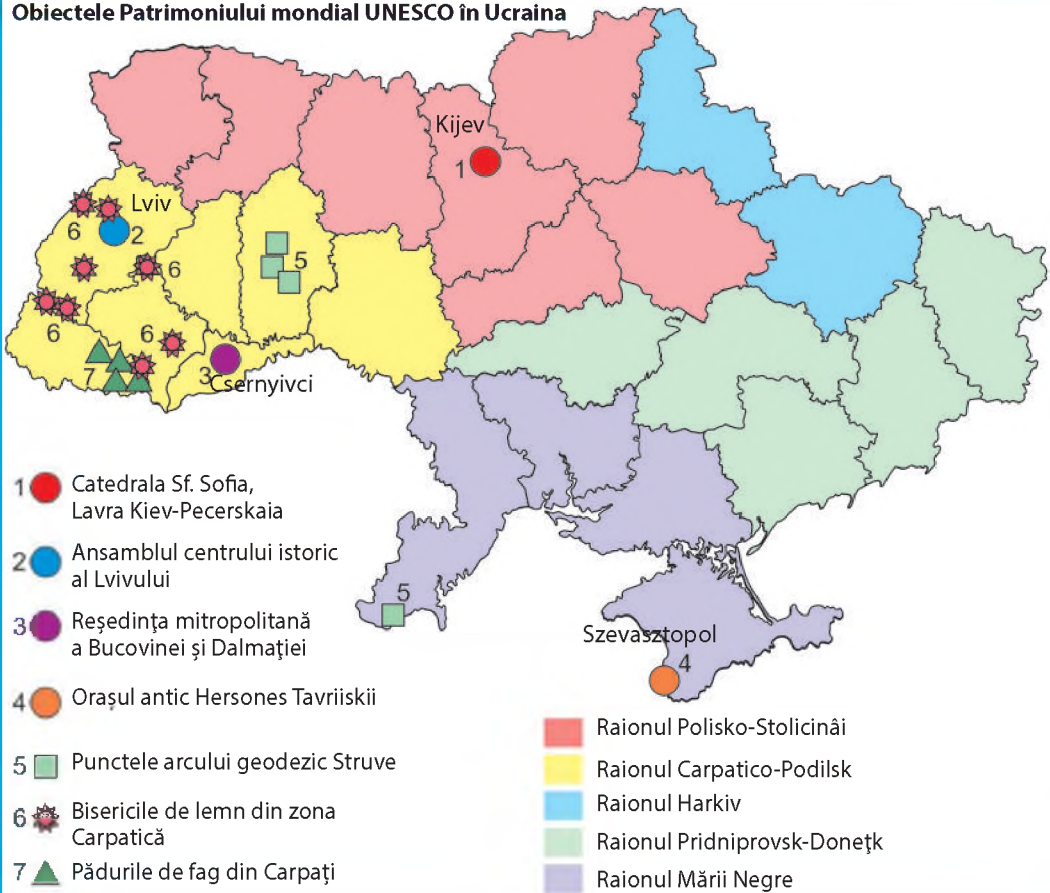 Obiectele Patrimoniului mondial UNESCO în Ucraina
Kijev
1
Lviv
6
2
6
5
6
6
7
3
Csernyivci
5
Szevasztopol
4
1 Catedrala Sf. Sofia,
Lavra Kiev-Pecerskaia
2 Ansamblul centrului istoric
al Lvivului
3 Reşedinţa mitropolitană
a Bucovinei și Dalmaţiei
4 Orașul antic Hersones Tavriiskii
5 Punctele arcului geodezic Struve
6 Bisericile de lemn din zona
Carpatică
7 Pădurile de fag din Carpaţi
Raionul Polisko-Stolicinâi
Raionul Carpatico-Podilsk
Raionul Harkiv
Raionul Pridniprovsk-Doneţk
Raionul Mării Negre